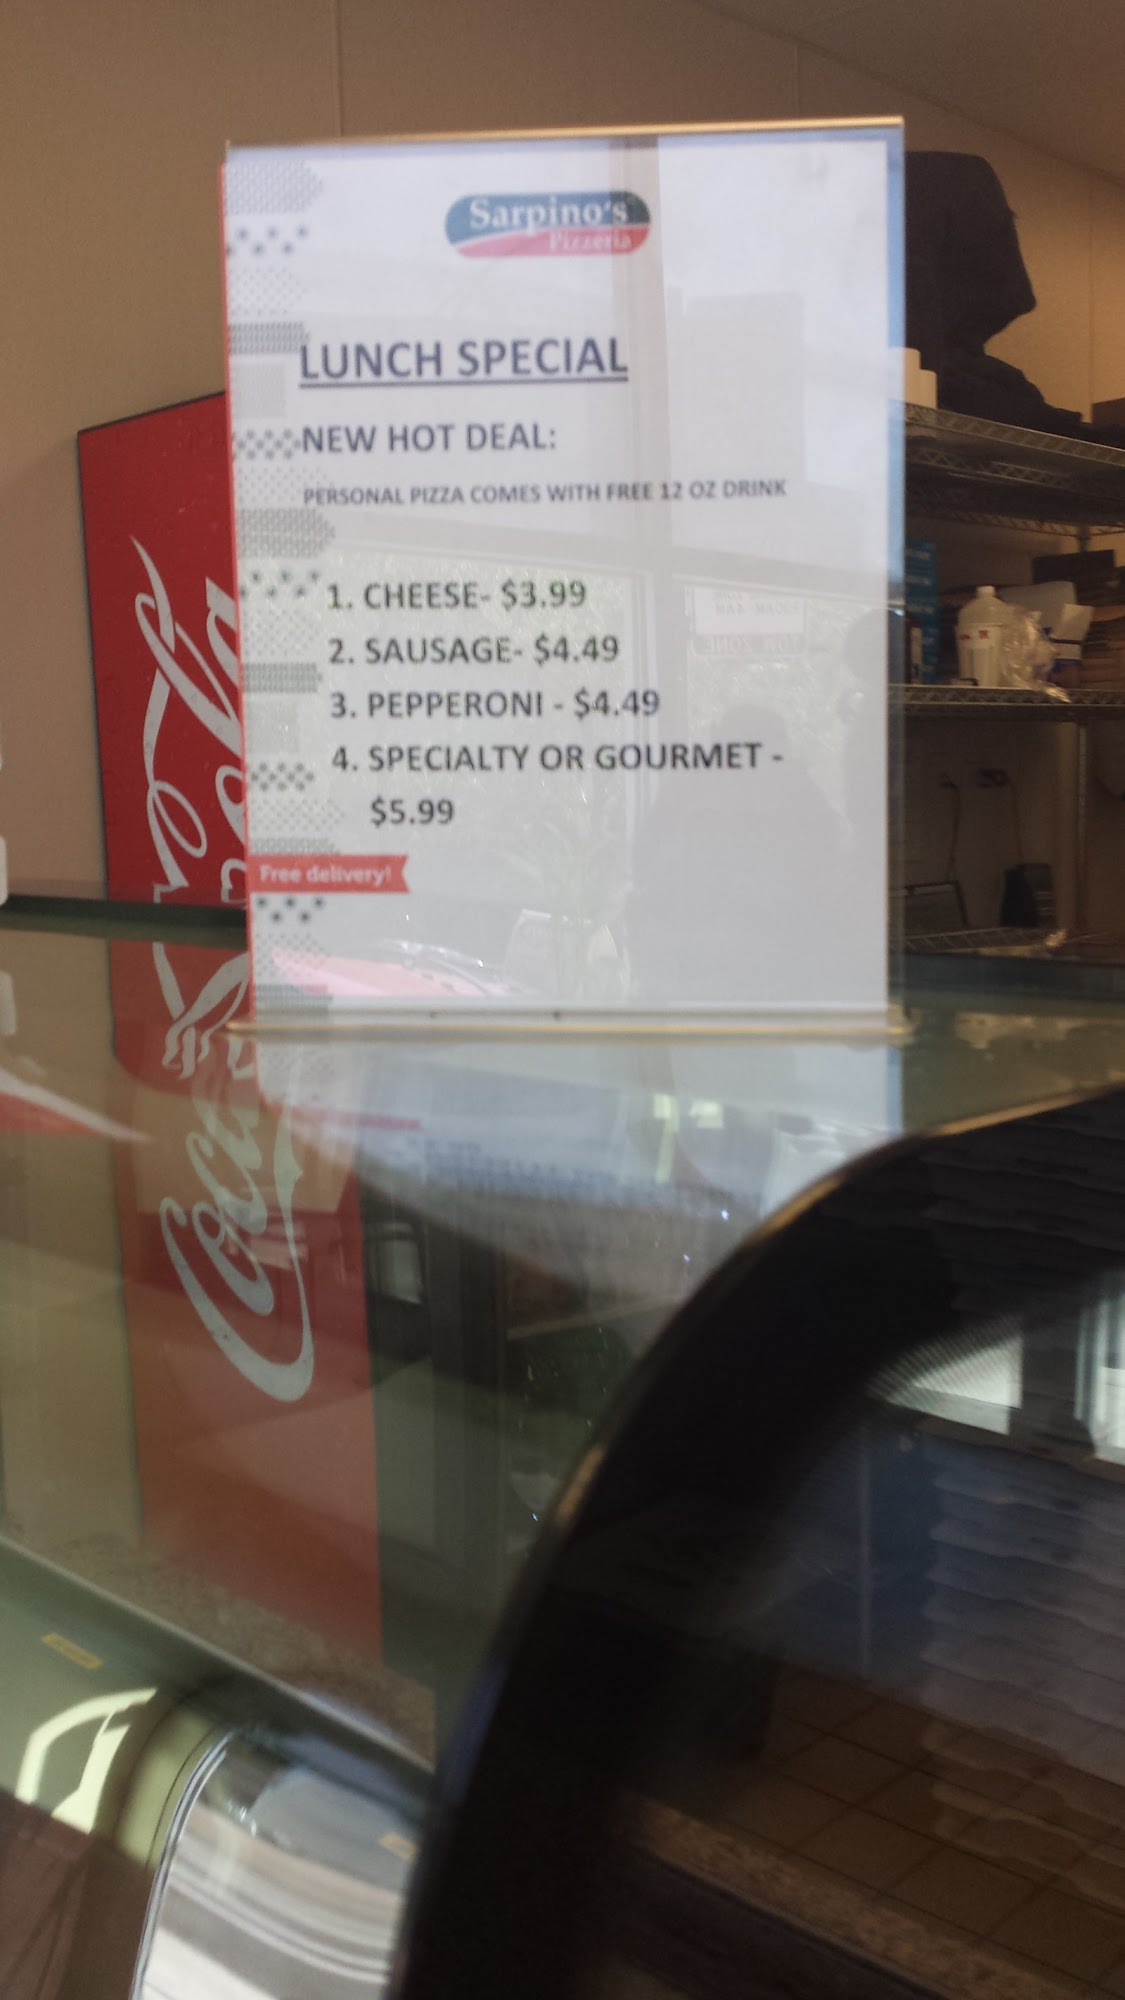 Sarpino's
Pizzeria
LUNCH SPECIAL
NEW HOT DEAL:
PERSONAL PIZZA COMES WITH FREE 12 OZ DRINK
1. CHEESE- $3.99
2. SAUSAGE- $4.49
3. PEPPERONI - $4.49
4. SPECIALTY OR GOURMET -
$5.99
Free delivery!
Coca-Cola